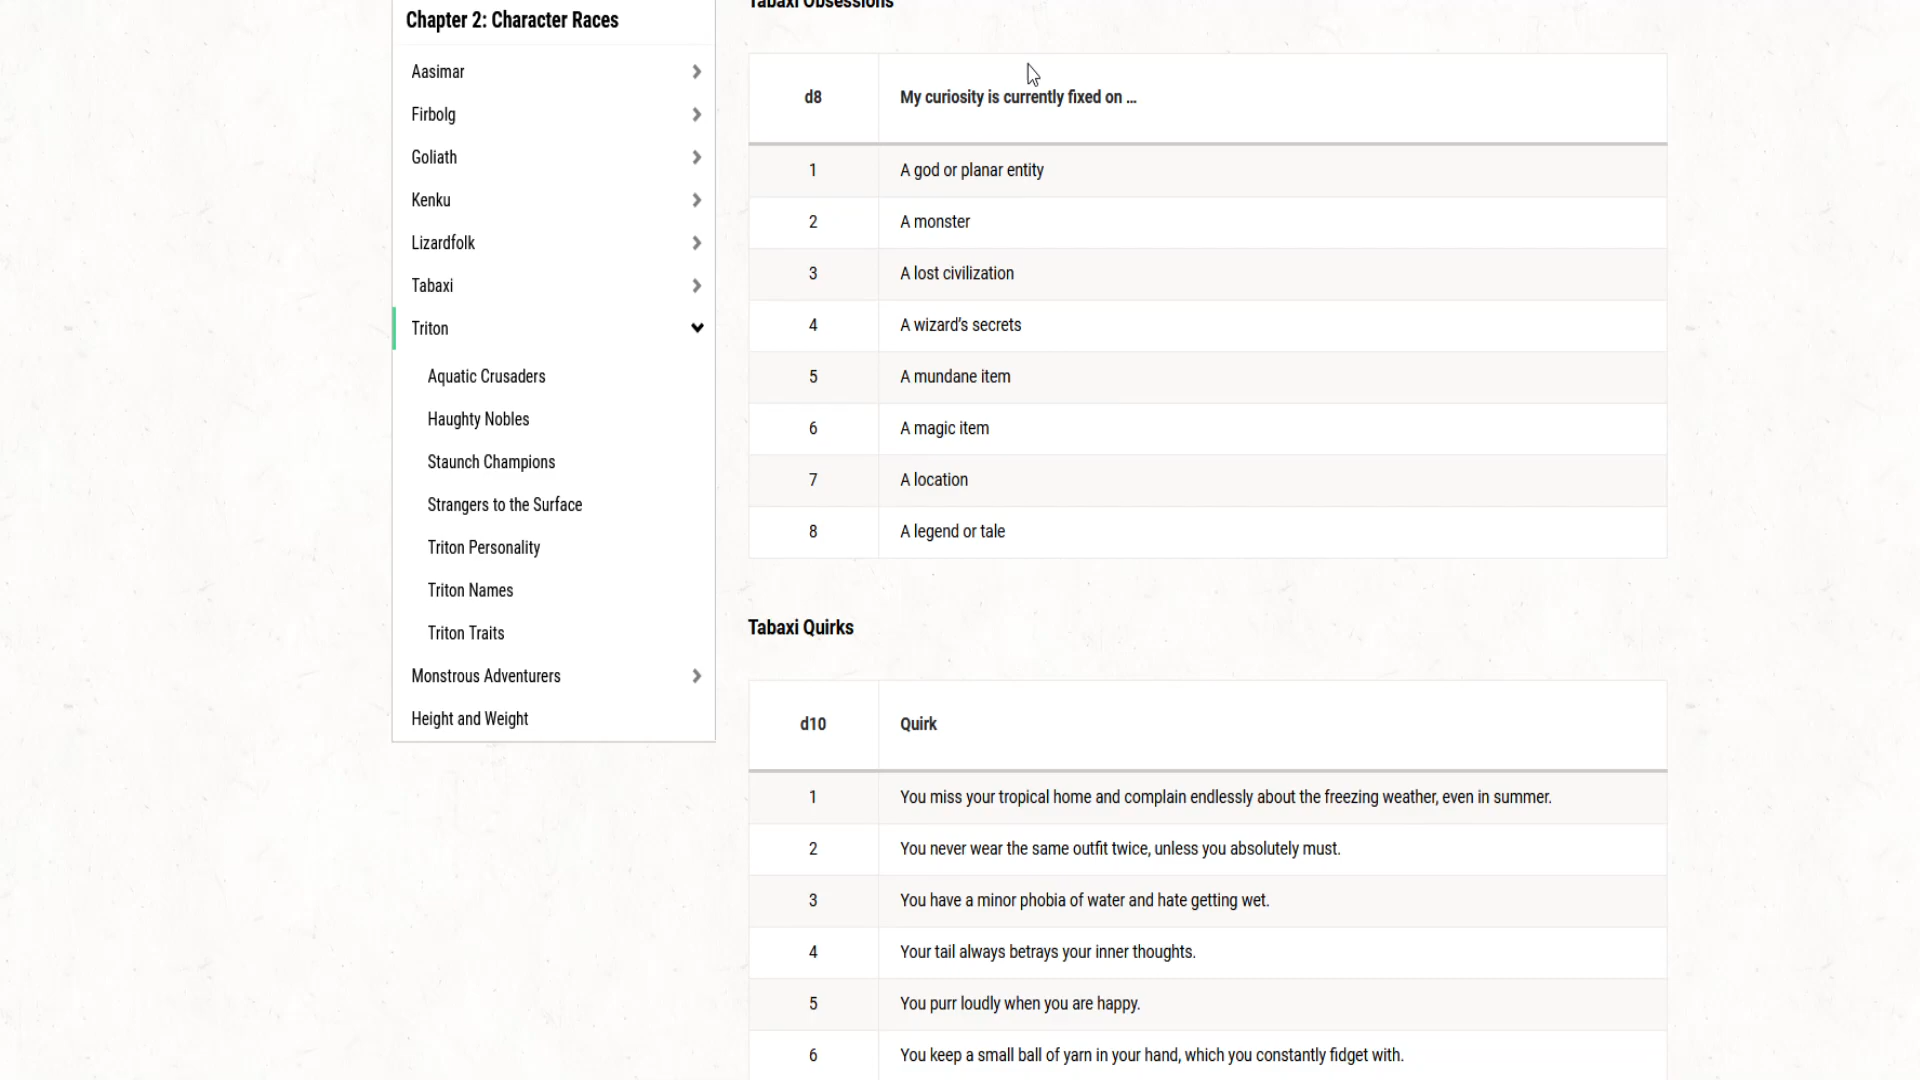 Chapter 2: Character Races
Aasimar
Firbolg
Goliath
Kenku
Lizardfolk
Tabaxi
Triton
Aquatic Crusaders
Haughty Nobles
Staunch Champions
Strangers to the Surface
Triton Personality
Triton Names
Triton Traits
Monstrous Adventurers
Height and Weight
Tabaxi Obsessions
d8 My curiosity is currently fixed on …
1 A god or planar entity
2 A monster
3 A lost civilization
4 A wizard’s secrets
5 A mundane item
6 A magic item
7 A location
8 A legend or tale
Tabaxi Quirks
d10 Quirk
1 You miss your tropical home and complain endlessly about the freezing weather, even in summer.
2 You never wear the same outfit twice, unless you absolutely must.
3 You have a minor phobia of water and hate getting wet.
4 Your tail always betrays your inner thoughts.
5 You purr loudly when you are happy.
6 You keep a small ball of yarn in your hand, which you constantly fidget with.